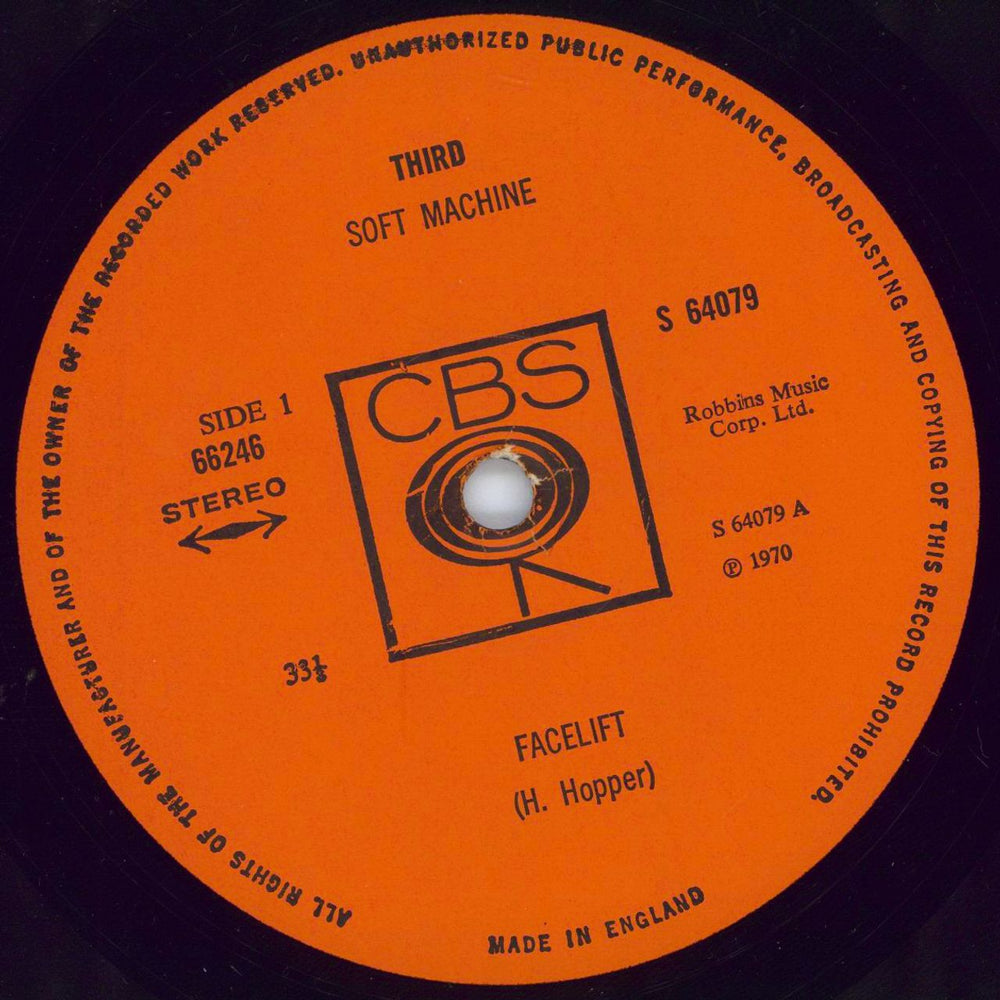 ALL RIGHTS OF THE MANUFACTURER AND OF THE OWNER OF THE RECORDED WORK RESERVED. UNAUTHORIZED PUBLIC PERFORMANCE, BROADCASTING AND COPYING OF THIS RECORD PROHIBITED.
THIRD
SOFT MACHINE
S 64079
CBS
SIDE 1
66246
STEREO
Robbins Music
Corp. Ltd.
S 64079 A
℗ 1970
33⅓
FACELIFT
(H. Hopper)
MADE IN ENGLAND